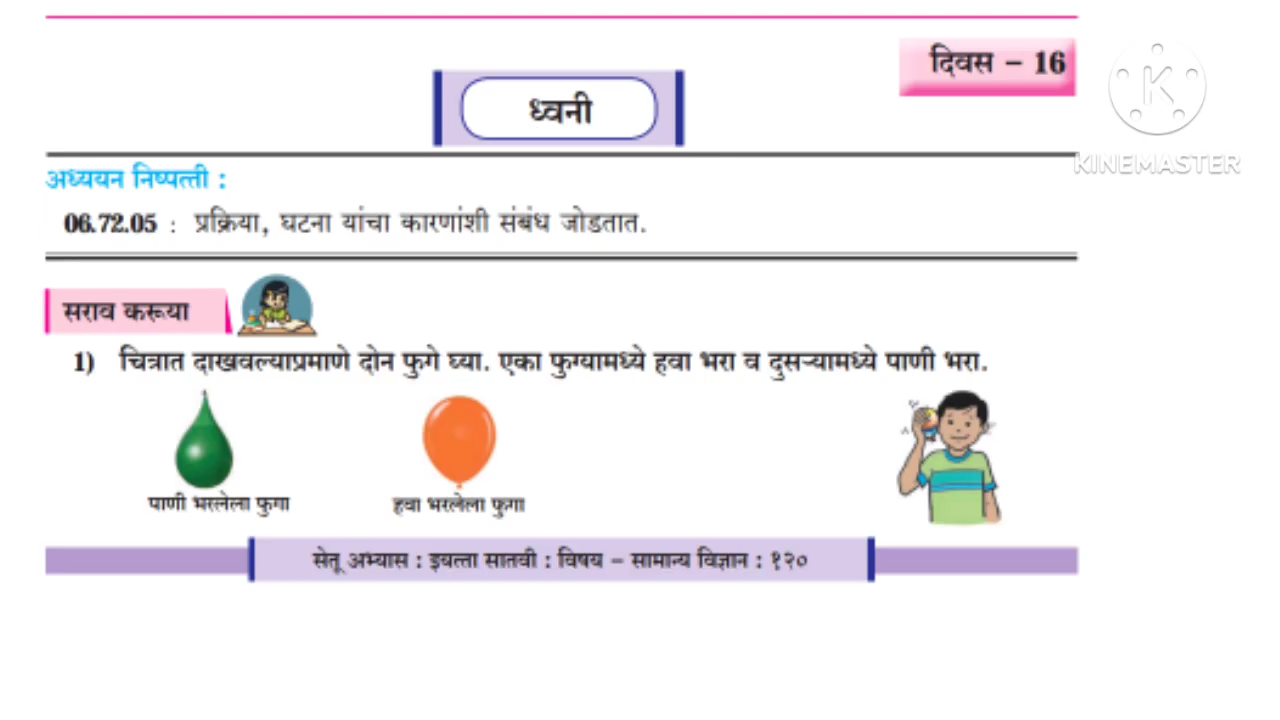 दिवस – 16
K
KINEMASTER
ध्वनी
अध्ययन निष्पत्ती :
06.72.05 : प्रक्रिया, घटना यांचा कारणांशी संबंध जोडतात.
सराव करूया
1) चित्रात दाखवल्याप्रमाणे दोन फुगे घ्या. एका फुग्यामध्ये हवा भरा व दुसऱ्यामध्ये पाणी भरा.
पाणी भरलेला फुगा
हवा भरलेला फुगा
सेतू अभ्यास : इयत्ता सातवी : विषय – सामान्य विज्ञान : १२०